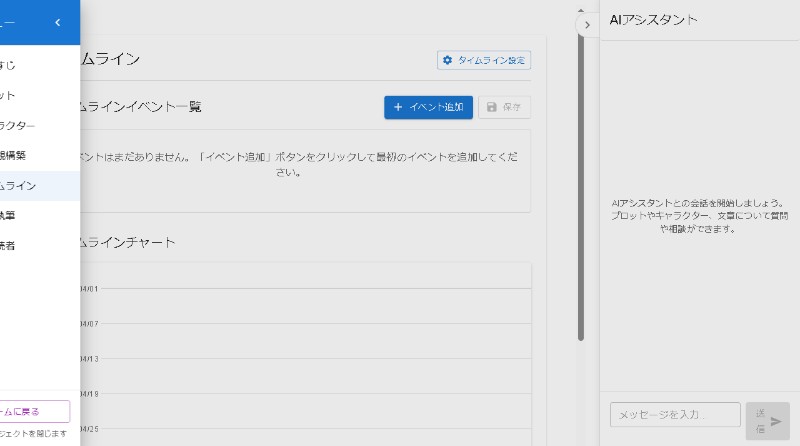 ュー
すじ
ット
ラクター
観構築
ムライン
執筆
読者
ームに戻る
ジェクトを閉じます
ムライン
タイムライン設定
ムラインイベント一覧
イベント追加
保存
ベントはまだありません。「イベント追加」ボタンをクリックして最初のイベントを追加してくだ
さい。
ムラインチャート
04/01
04/07
04/13
04/19
04/25
AIアシスタント
AIアシスタントとの会話を開始しましょう。
プロットやキャラクター、文章について質問
や相談ができます。
メッセージを入力...
送
信